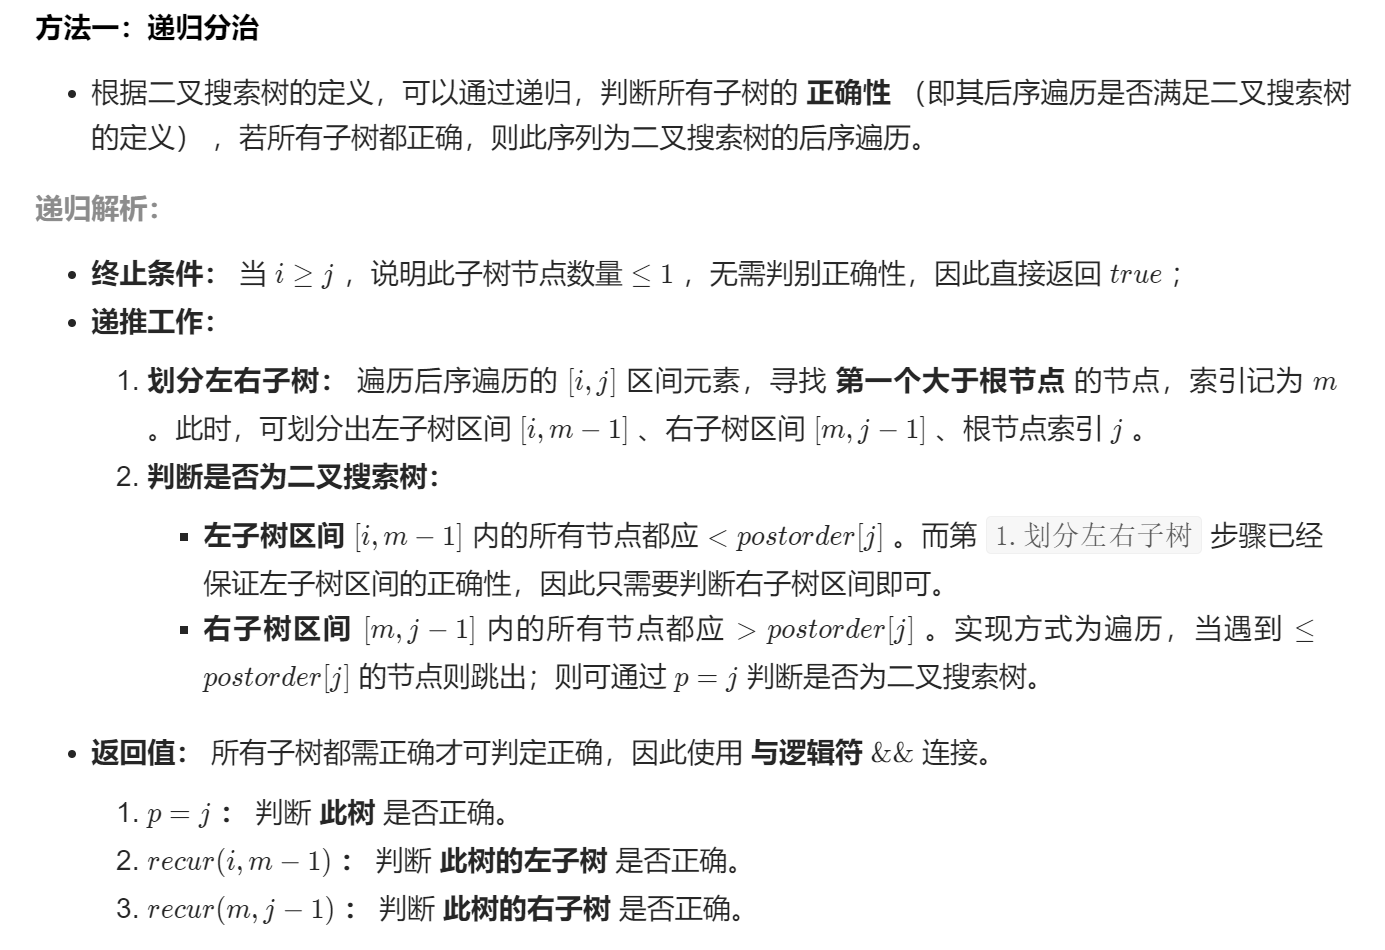 方法一：递归分治
• 根据二叉搜索树的定义，可以通过递归，判断所有子树的 正确性 （即其后序遍历是否满足二叉搜索树
的定义） ，若所有子树都正确，则此序列为二叉搜索树的后序遍历。
递归解析：
• 终止条件： 当 i ≥ j ，说明此子树节点数量 ≤ 1 ，无需判别正确性，因此直接返回 true ；
• 递推工作：
1. 划分左右子树： 遍历后序遍历的 [i, j] 区间元素，寻找 第一个大于根节点 的节点，索引记为 m
。此时，可划分出左子树区间 [i, m − 1] 、右子树区间 [m, j − 1] 、根节点索引 j 。
2. 判断是否为二叉搜索树：
▪ 左子树区间 [i, m − 1] 内的所有节点都应 < postorder[j] 。而第 1.划分左右子树 步骤已经
保证左子树区间的正确性，因此只需要判断右子树区间即可。
▪ 右子树区间 [m, j − 1] 内的所有节点都应 > postorder[j] 。实现方式为遍历，当遇到 ≤
postorder[j] 的节点则跳出；则可通过 p = j 判断是否为二叉搜索树。
• 返回值： 所有子树都需正确才可判定正确，因此使用 与逻辑符 && 连接。
1. p = j ： 判断 此树 是否正确。
2. recur(i, m − 1) ： 判断 此树的左子树 是否正确。
3. recur(m, j − 1) ： 判断 此树的右子树 是否正确。